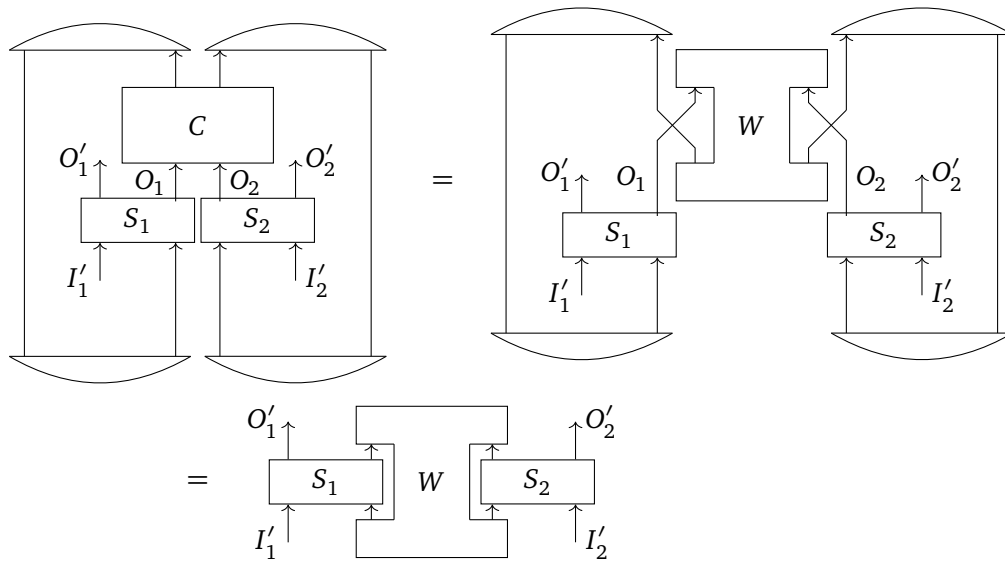 C W
O′₁ O₁ O₂ O′₂ = O′₁ O₁ O₂ O′₂
S₁ S₂ S₁ S₂
I′₁ I′₂ I′₁ I′₂
O′₁ O′₂
= S₁ W S₂
I′₁ I′₂